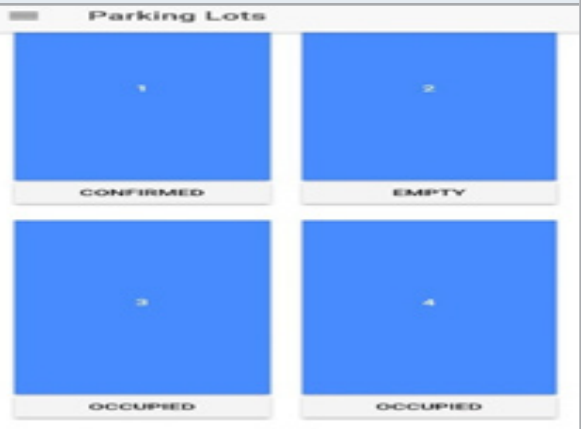 Parking Lots
1 2
CONFIRMED EMPTY
3 4
OCCUPIED OCCUPIED